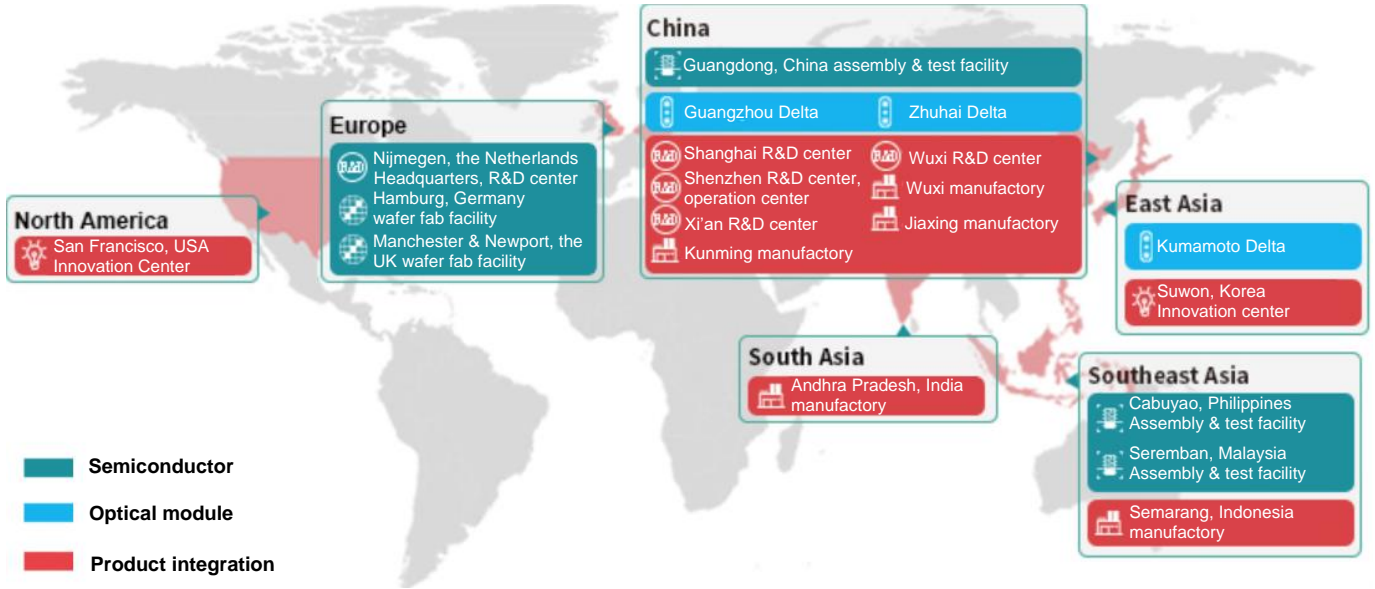 China
Guangdong, China assembly & test facility
Guangzhou Delta
Zhuhai Delta
R&D Shanghai R&D center
R&D Wuxi R&D center
R&D Shenzhen R&D center,
operation center
Wuxi manufactory
R&D Xi'an R&D center
Jiaxing manufactory
Kunming manufactory
Europe
R&D Nijmegen, the Netherlands
Headquarters, R&D center
Hamburg, Germany
wafer fab facility
Manchester & Newport, the
UK wafer fab facility
North America
San Francisco, USA
Innovation Center
East Asia
Kumamoto Delta
Suwon, Korea
Innovation center
South Asia
Andhra Pradesh, India
manufactory
Southeast Asia
Cabuyao, Philippines
Assembly & test facility
Seremban, Malaysia
Assembly & test facility
Semarang, Indonesia
manufactory
Semiconductor
Optical module
Product integration